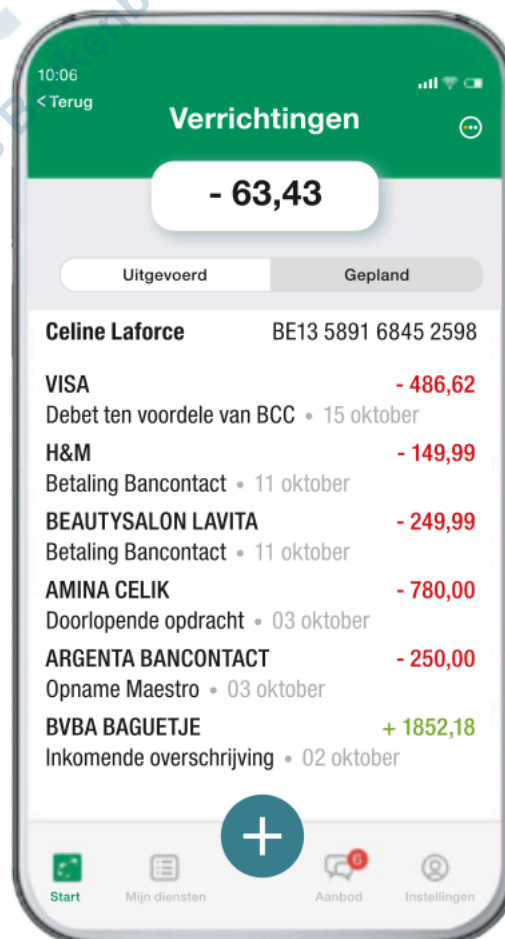 10:06
< Terug
Verrichtingen
- 63,43
Uitgevoerd Gepland
Celine Laforce BE13 5891 6845 2598
VISA - 486,62
Debet ten voordele van BCC • 15 oktober
H&M - 149,99
Betaling Bancontact • 11 oktober
BEAUTYSALON LAVITA - 249,99
Betaling Bancontact • 11 oktober
AMINA CELIK - 780,00
Doorlopende opdracht • 03 oktober
ARGENTA BANCONTACT - 250,00
Opname Maestro • 03 oktober
BVBA BAGUETJE + 1852,18
Inkomende overschrijving • 02 oktober
+
6
Start Mijn diensten Aanbod Instellingen